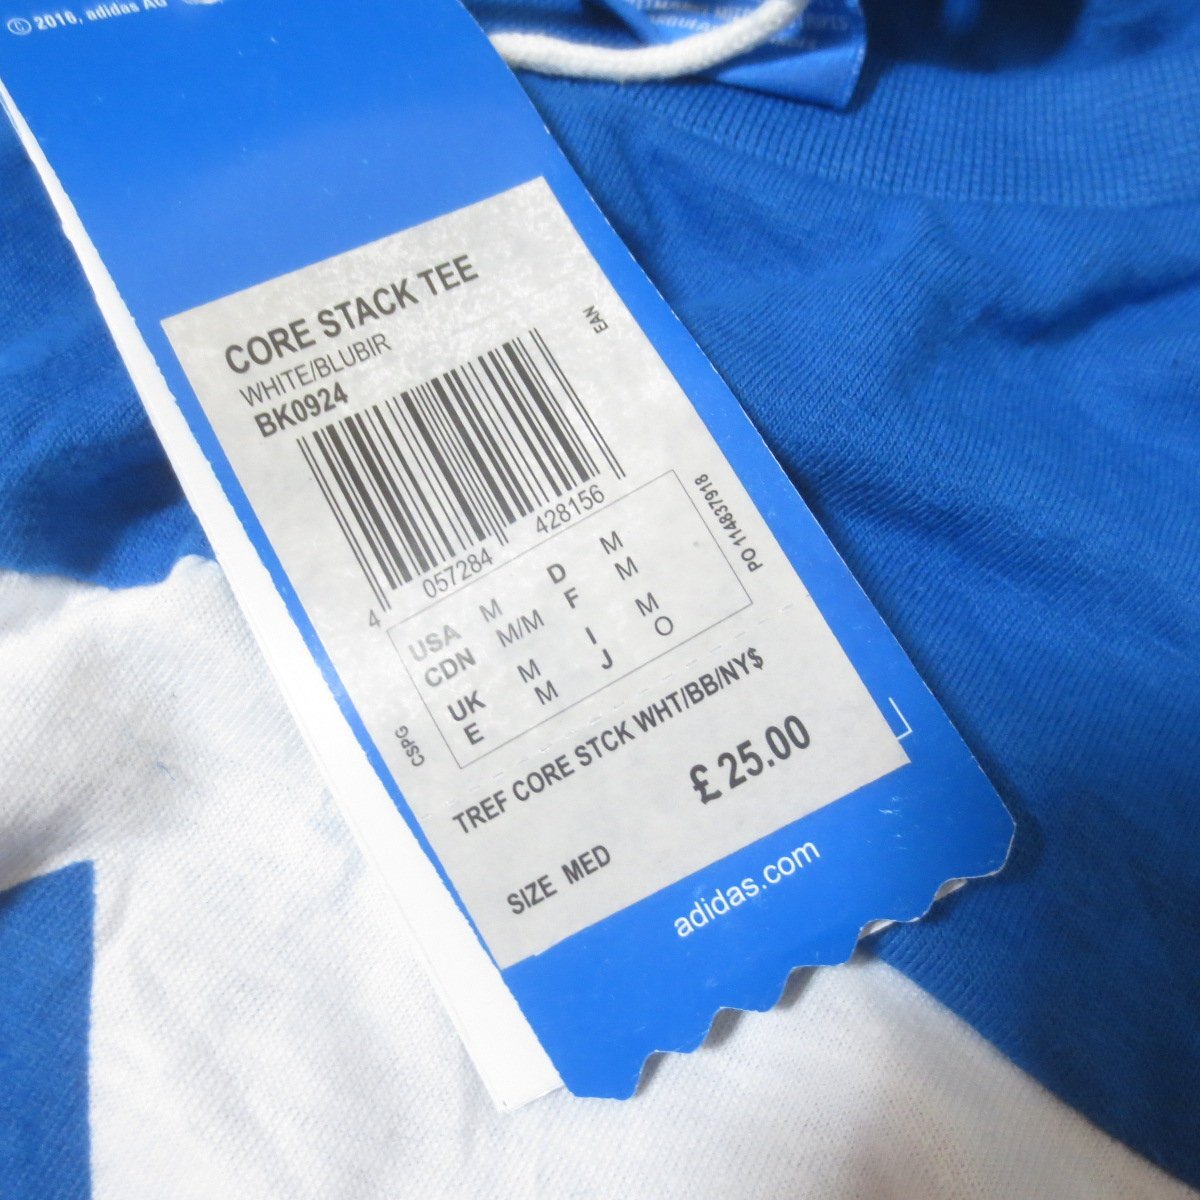 © 2016, adidas AG
CORE STACK TEE
WHITE/BLUBIR
BK0924
EAN
4 057284 428156
PO 114837918
USA M D M
CDN M/M F M
UK M I M
E M J O
CSPG
TREF CORE STCK WHT/BB/NY$
£25.00
SIZE MED
adidas.com